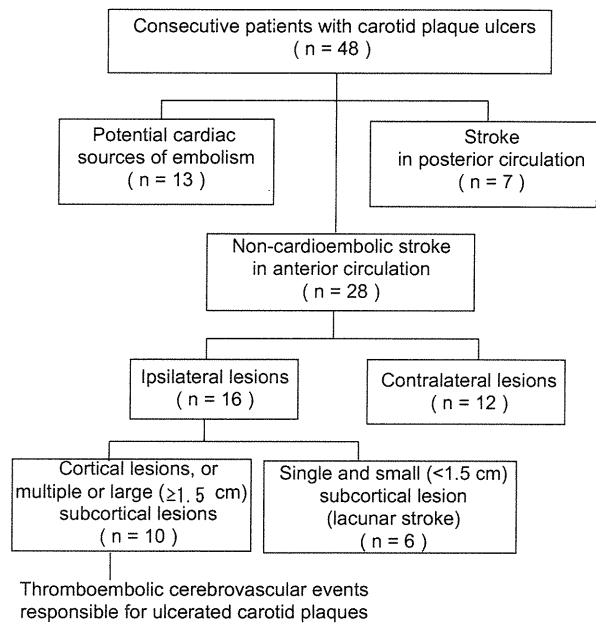 Consecutive patients with carotid plaque ulcers
( n = 48 )
Potential cardiac
sources of embolism
( n = 13 )
Stroke
in posterior circulation
( n = 7 )
Non-cardioembolic stroke
in anterior circulation
( n = 28 )
Ipsilateral lesions
( n = 16 )
Contralateral lesions
( n = 12 )
Cortical lesions, or
multiple or large (≥1.5 cm)
subcortical lesions
( n = 10 )
Single and small (<1.5 cm)
subcortical lesion
(lacunar stroke)
( n = 6 )
Thromboembolic cerebrovascular events
responsible for ulcerated carotid plaques